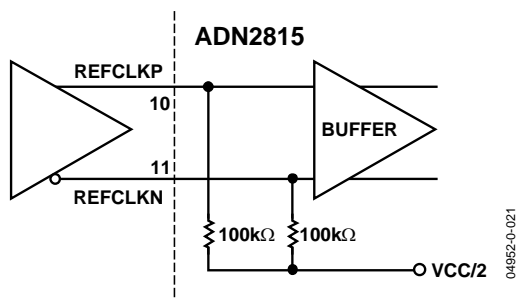 ADN2815
REFCLKP
10
BUFFER
11
REFCLKN
100kΩ
100kΩ
VCC/2
04952-0-021